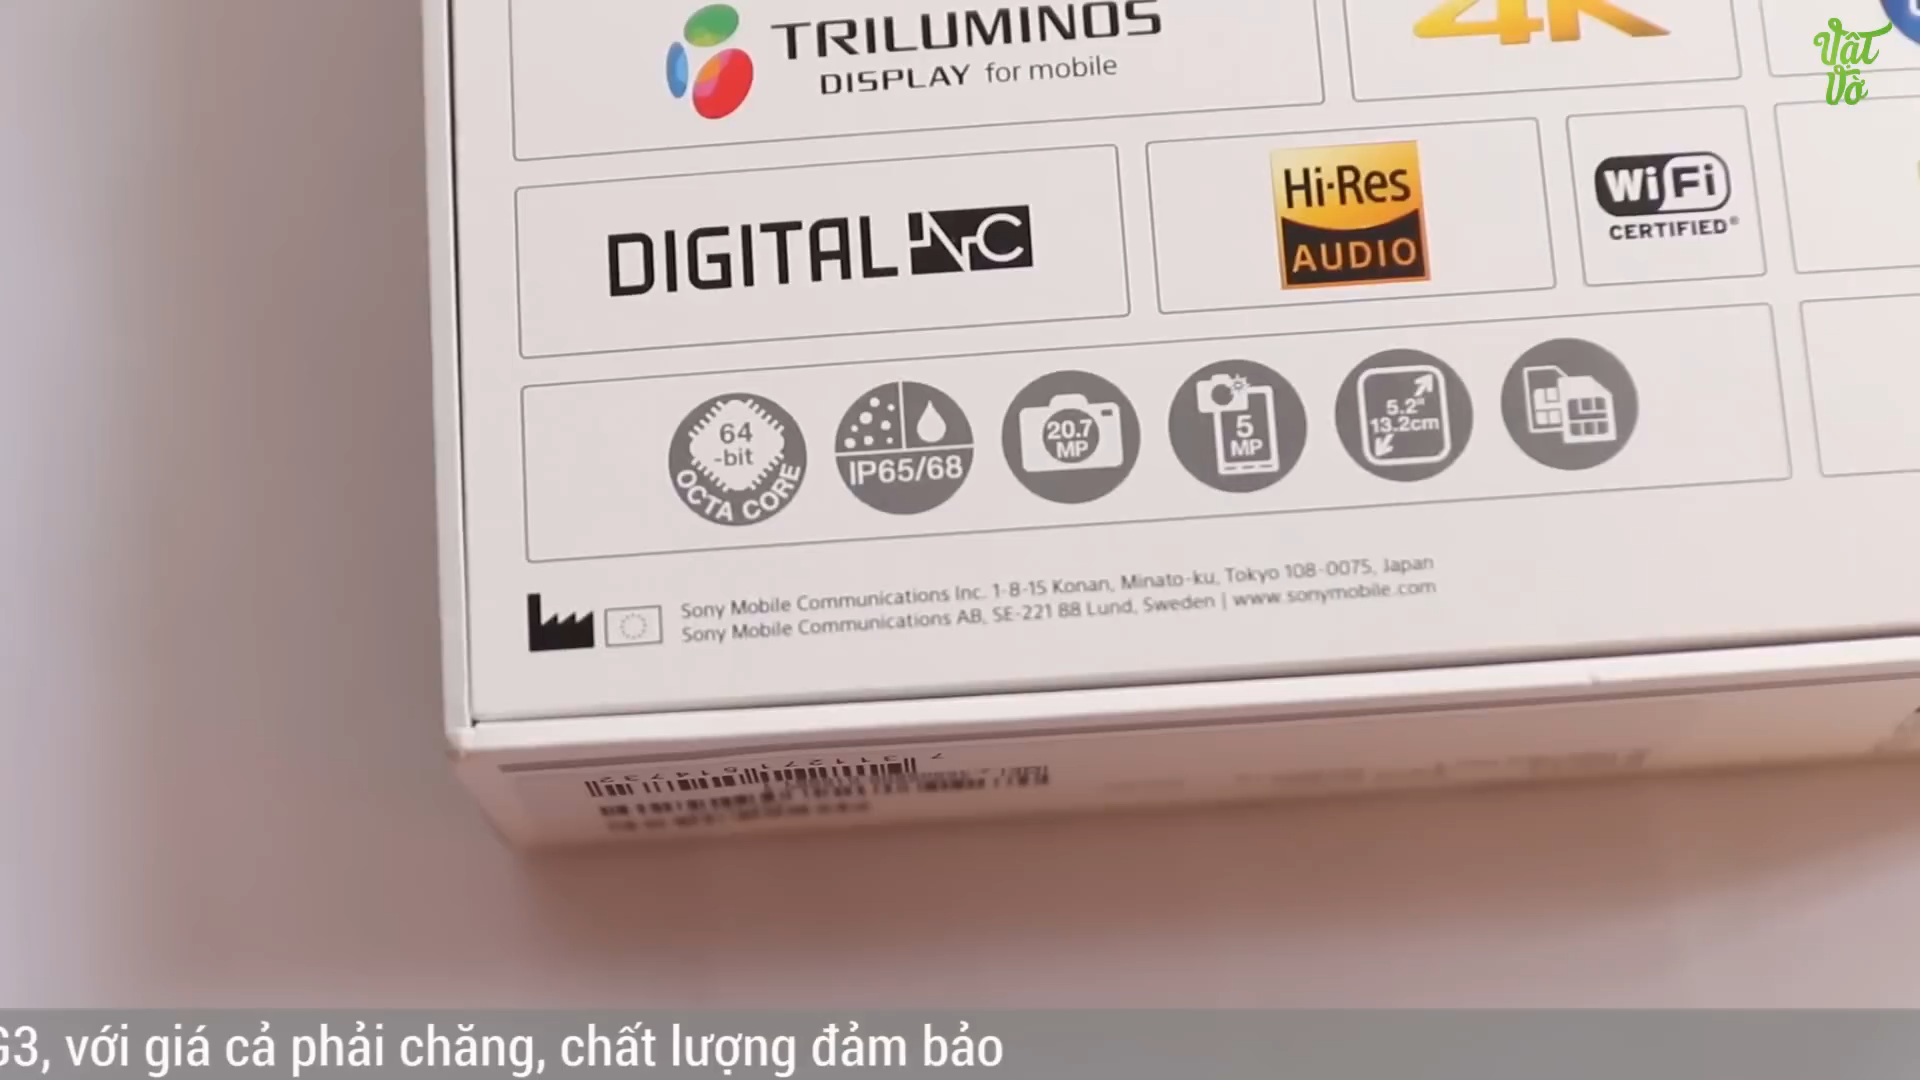 TRILUMINOS
DISPLAY for mobile
4K
Vật
Vờ
DIGITAL NC
Hi-Res
AUDIO
WiFi
CERTIFIED®
64
-bit
OCTA CORE
IP65/68
20.7
MP
5
MP
5.2"
13.2cm
Sony Mobile Communications Inc. 1-8-15 Konan, Minato-ku, Tokyo 108-0075, Japan
Sony Mobile Communications AB, SE-221 88 Lund, Sweden | www.sonymobile.com
G3, với giá cả phải chăng, chất lượng đảm bảo